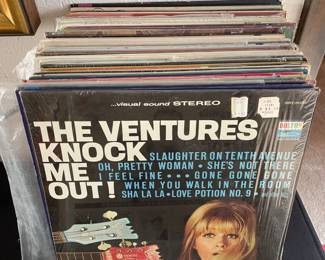 ...visual sound STEREO
DOLTON
THE VENTURES
KNOCK
ME
OUT!
SLAUGHTER ON TENTH AVENUE
OH, PRETTY WOMAN • SHE'S NOT THERE
I FEEL FINE • • • GONE GONE GONE
WHEN YOU WALK IN THE ROOM
SHA LA LA • LOVE POTION NO. 9 •